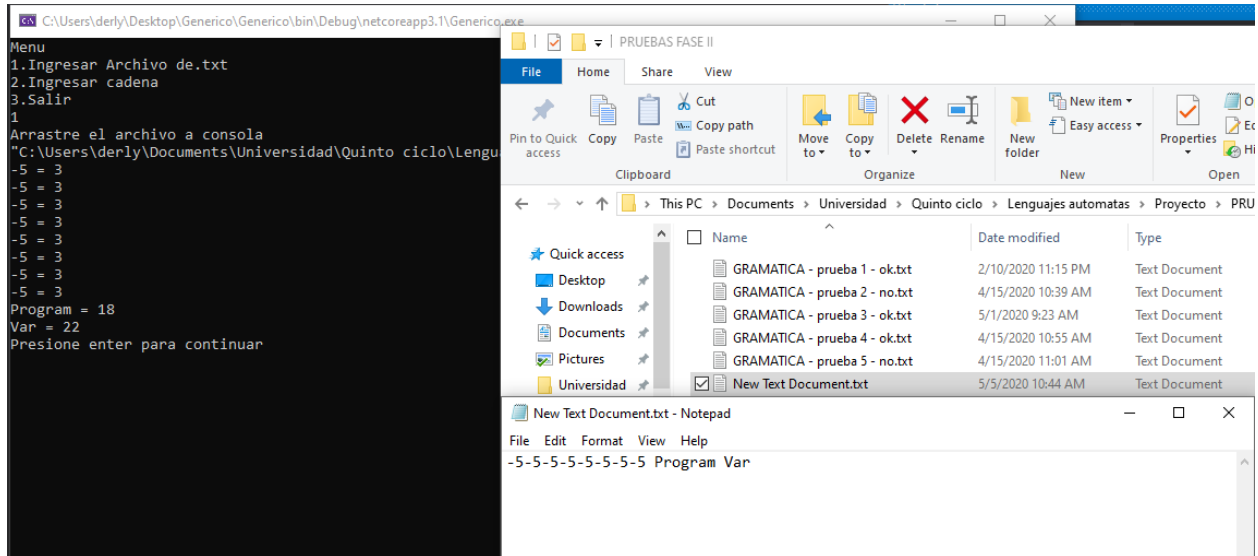 C:\Users\derly\Desktop\Generico\Generico\bin\Debug\netcoreapp3.1\Generico.exe
Menu
1.Ingresar Archivo de.txt
2.Ingresar cadena
3.Salir
1
Arrastre el archivo a consola
"C:\Users\derly\Documents\Universidad\Quinto ciclo\Lengu
-5 = 3
-5 = 3
-5 = 3
-5 = 3
-5 = 3
-5 = 3
-5 = 3
-5 = 3
Program = 18
Var = 22
Presione enter para continuar
PRUEBAS FASE II
File Home Share View
Pin to Quick access
Copy
Paste
Cut
Copy path
Paste shortcut
Clipboard
Move to
Copy to
Delete
Rename
Organize
New folder
New item
Easy access
New
Properties
Open
This PC > Documents > Universidad > Quinto ciclo > Lenguajes automatas > Proyecto > PRU
Quick access
Desktop
Downloads
Documents
Pictures
Universidad
Name Date modified Type
GRAMATICA - prueba 1 - ok.txt 2/10/2020 11:15 PM Text Document
GRAMATICA - prueba 2 - no.txt 4/15/2020 10:39 AM Text Document
GRAMATICA - prueba 3 - ok.txt 5/1/2020 9:23 AM Text Document
GRAMATICA - prueba 4 - ok.txt 4/15/2020 10:55 AM Text Document
GRAMATICA - prueba 5 - no.txt 4/15/2020 11:01 AM Text Document
New Text Document.txt 5/5/2020 10:44 AM Text Document
New Text Document.txt - Notepad
File Edit Format View Help
-5-5-5-5-5-5-5-5 Program Var